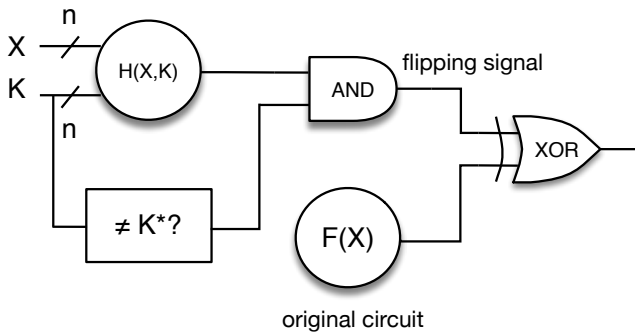 n
X
H(X,K)
K
n
AND
flipping signal
XOR
≠ K*?
F(X)
original circuit